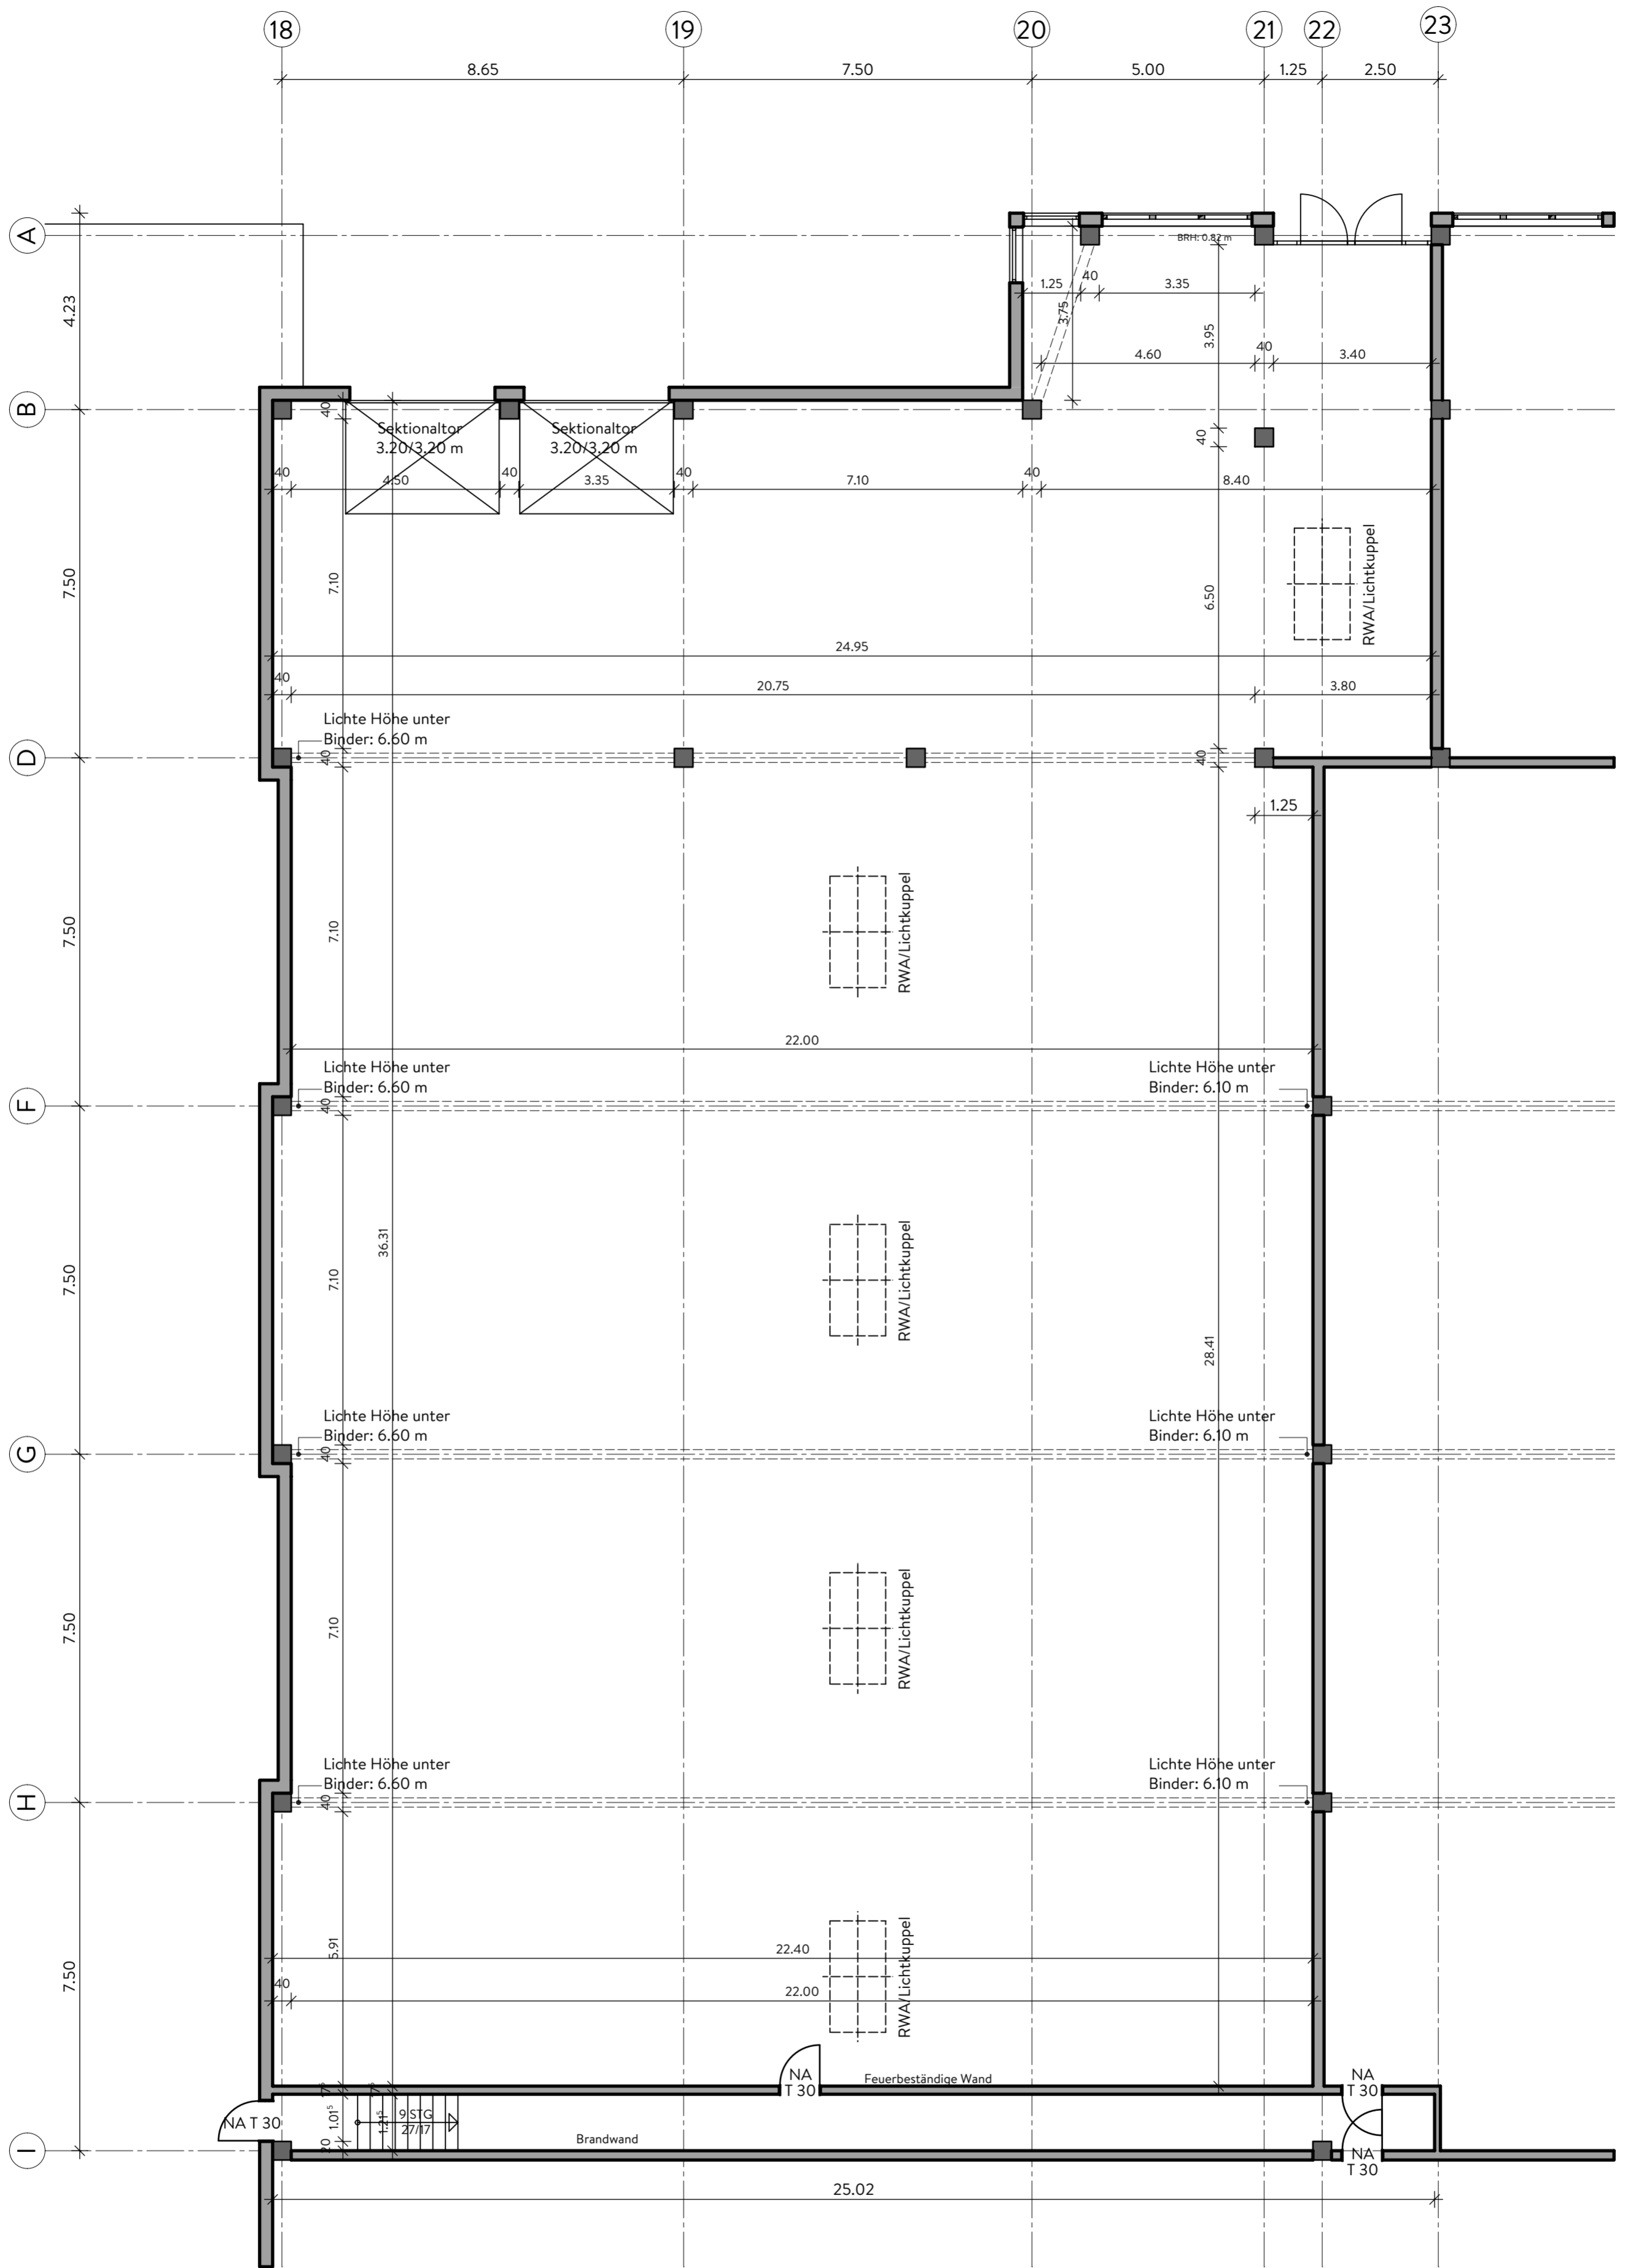 18
19
20
21
22
23
8.65
7.50
5.00
1.25
2.50
A
BRH: 0.82 m
4.23
1.25
40
3.35
3.75
3.95
4.60
40
3.40
B
40
Sektionaltor
3.20/3.20 m
Sektionaltor
3.20/3.20 m
40
40
4.50
40
3.35
40
7.10
40
8.40
7.50
7.10
6.50
RWA/Lichtkuppel
24.95
40
20.75
3.80
Lichte Höhe unter
Binder: 6.60 m
D
40
40
1.25
7.50
7.10
RWA/Lichtkuppel
22.00
Lichte Höhe unter
Binder: 6.60 m
Lichte Höhe unter
Binder: 6.10 m
F
40
7.50
7.10
36.31
RWA/Lichtkuppel
28.41
Lichte Höhe unter
Binder: 6.60 m
Lichte Höhe unter
Binder: 6.10 m
G
40
7.50
7.10
RWA/Lichtkuppel
Lichte Höhe unter
Binder: 6.60 m
Lichte Höhe unter
Binder: 6.10 m
H
40
7.50
5.91
22.40
40
22.00
RWA/Lichtkuppel
NA
T 30
Feuerbeständige Wand
NA
T 30
NA T 30
1.01⁵
1.21⁵
9 STG
27/17
20
Brandwand
I
NA
T 30
25.02